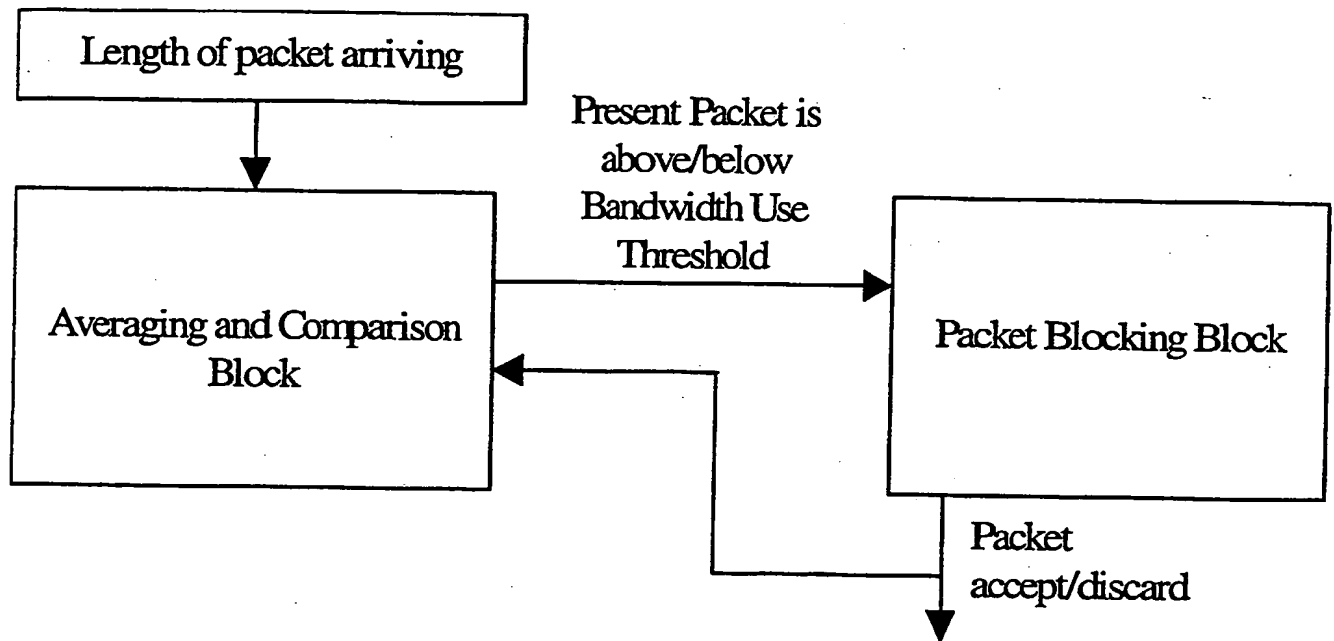 Length of packet arriving
Present Packet is
above/below
Bandwidth Use
Threshold
Averaging and Comparison
Block
Packet Blocking Block
Packet
accept/discard